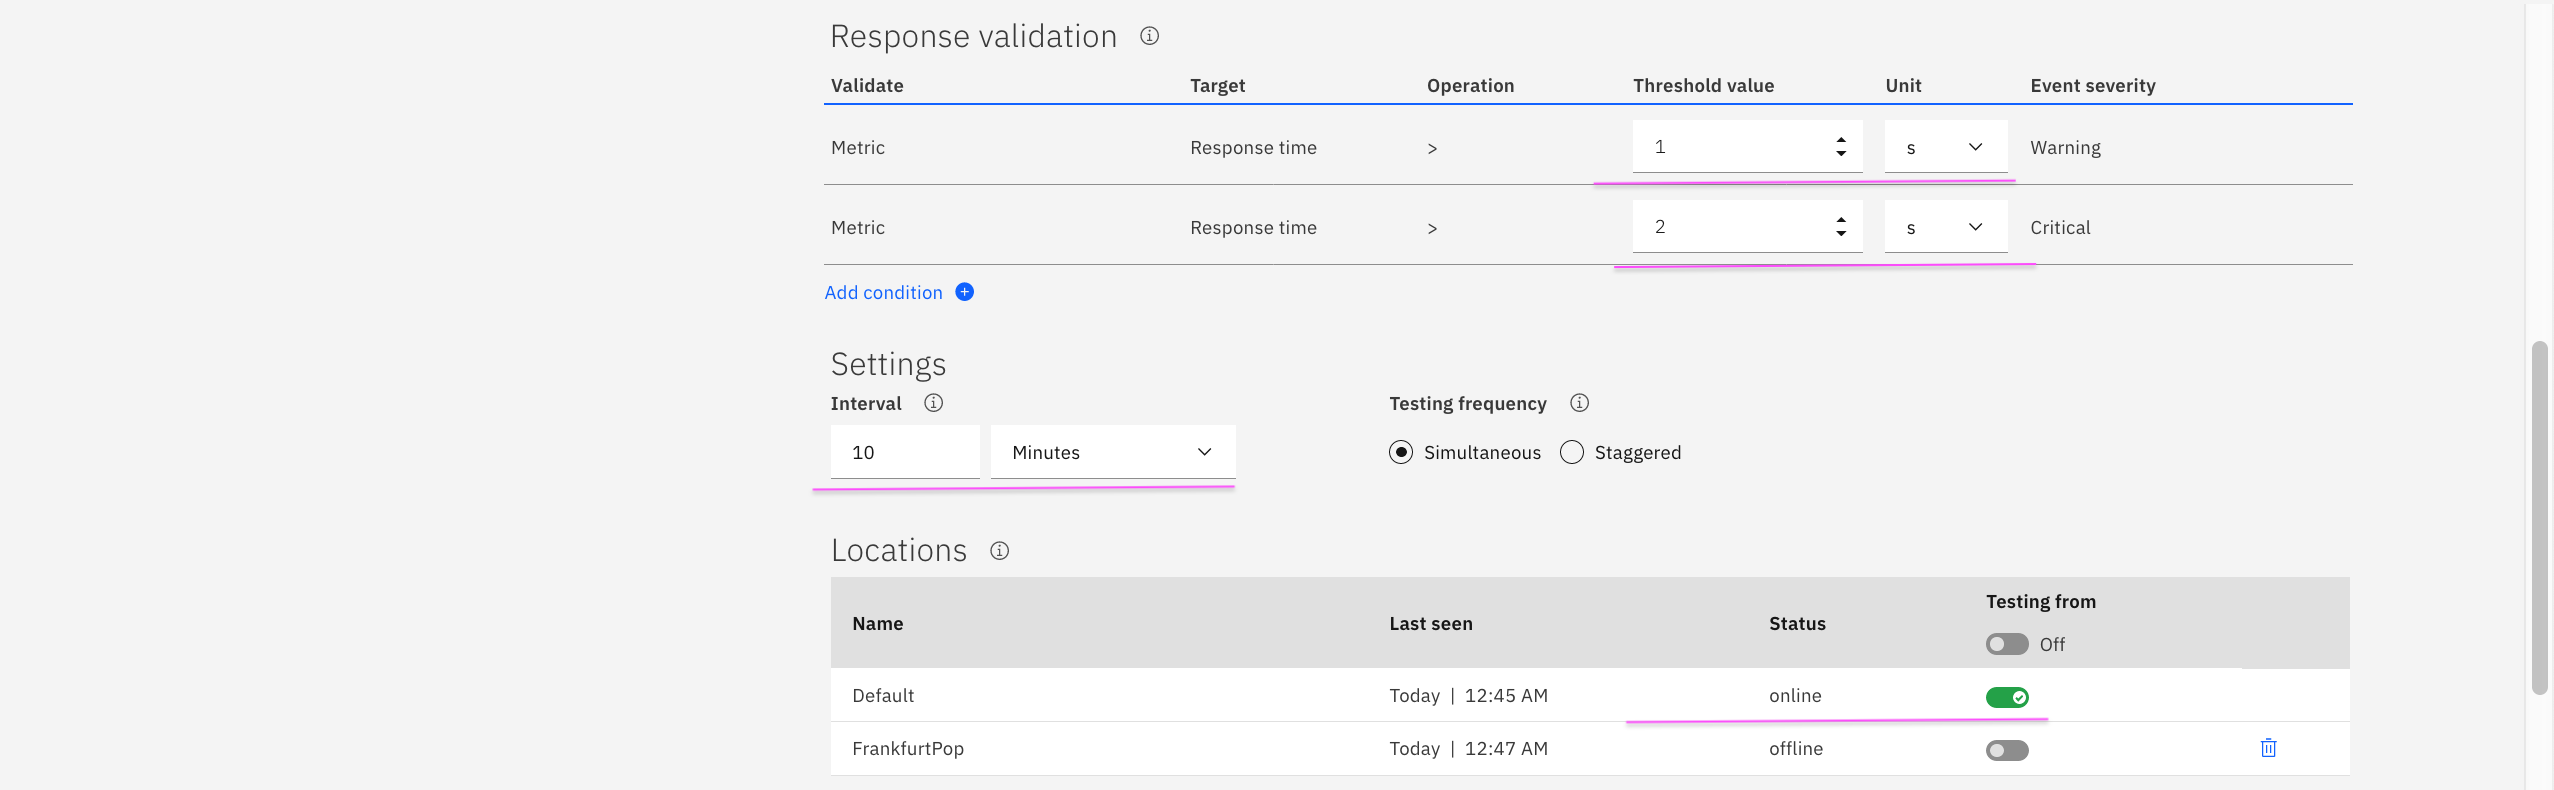 Response validation
Validate Target Operation Threshold value Unit Event severity
Metric Response time > 1 s Warning
Metric Response time > 2 s Critical
Add condition
Settings
Interval Testing frequency
10 Minutes Simultaneous Staggered
Locations
Name Last seen Status Testing from
Off
Default Today | 12:45 AM online
FrankfurtPop Today | 12:47 AM offline